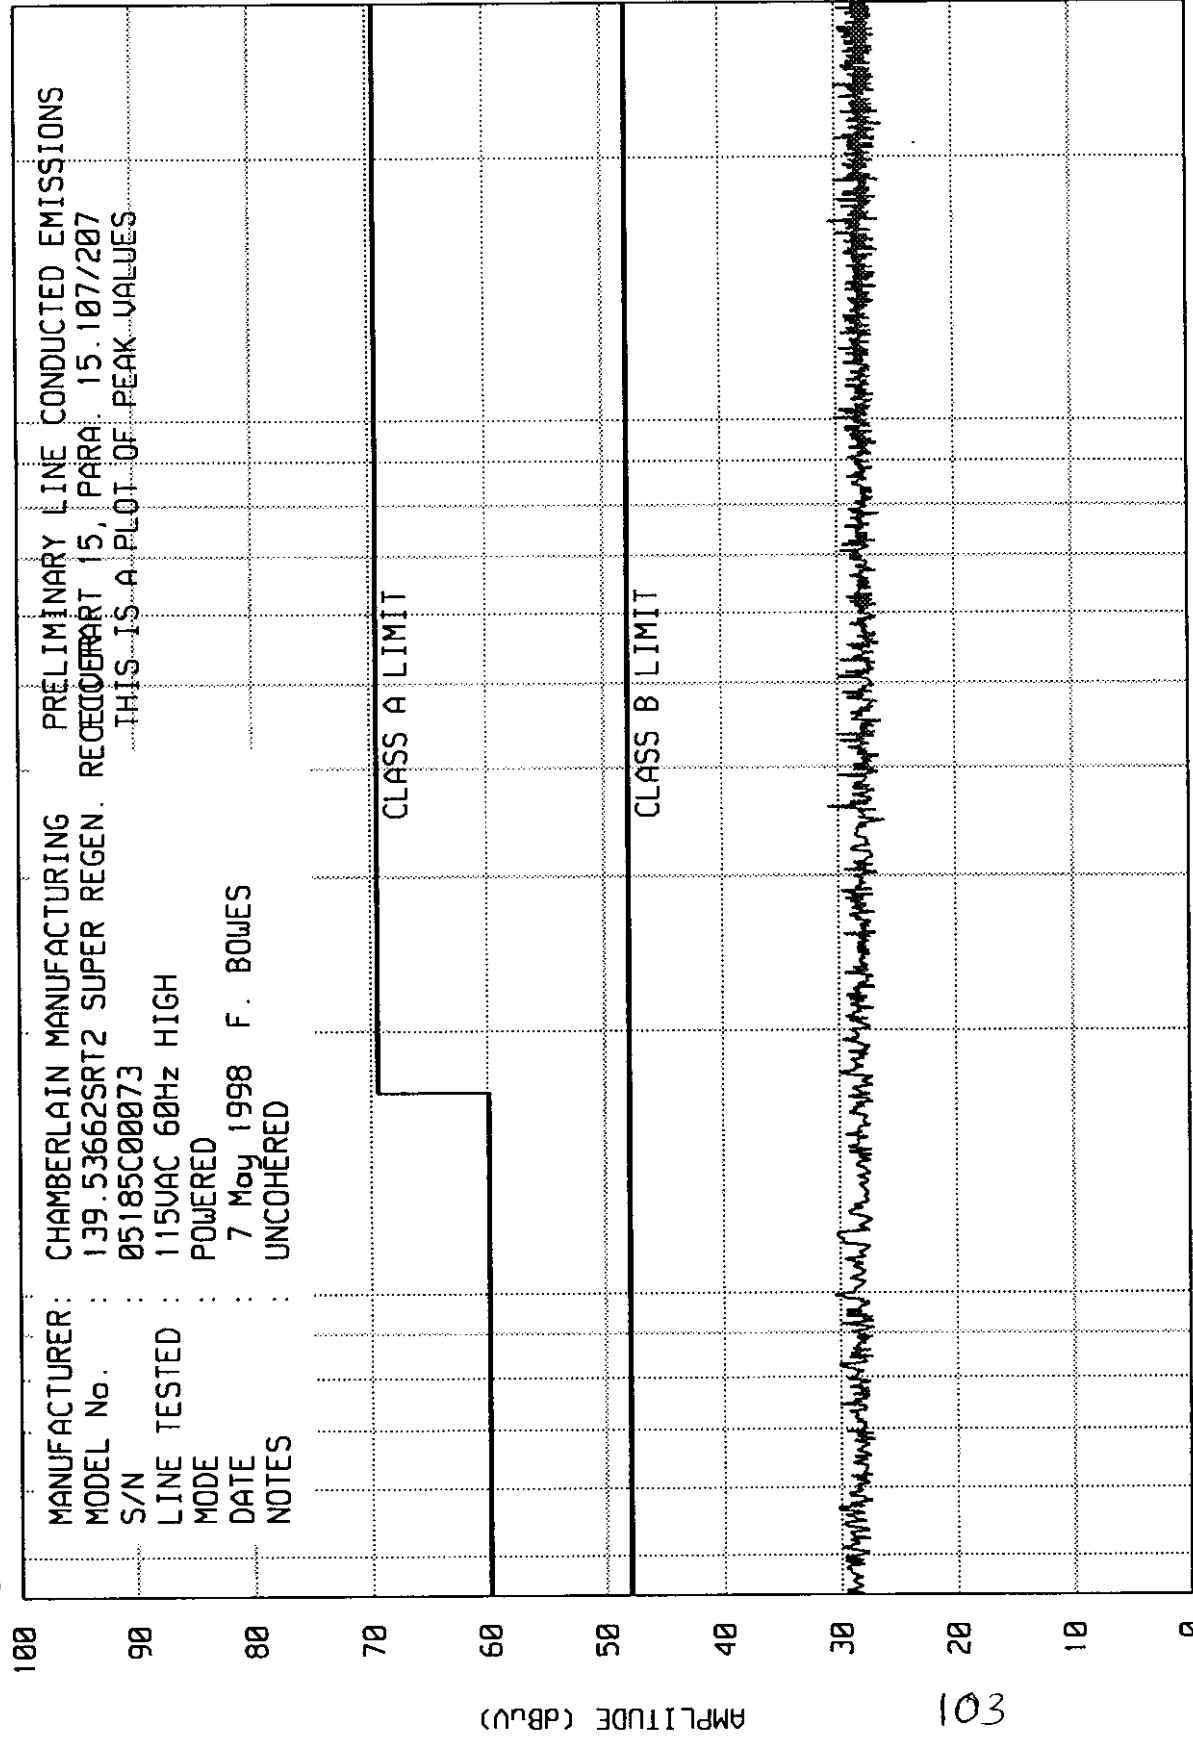 MANUFACTURER : CHAMBERLAIN MANUFACTURING
MODEL No. : 139.53662SRT2 SUPER REGEN.
S/N : 05185C00073
LINE TESTED : 115VAC 60Hz HIGH
MODE : POWERED
DATE : 7 May 1998 F. BOWES
NOTES : UNCOHERED
PRELIMINARY LINE CONDUCTED EMISSIONS
PART 15, PARA. 15.107/207
THIS IS A PLOT OF PEAK VALUES
CLASS A LIMIT
CLASS B LIMIT
100
90
80
70
60
50
40
30
20
10
0
AMPLITUDE (dBuV)
103